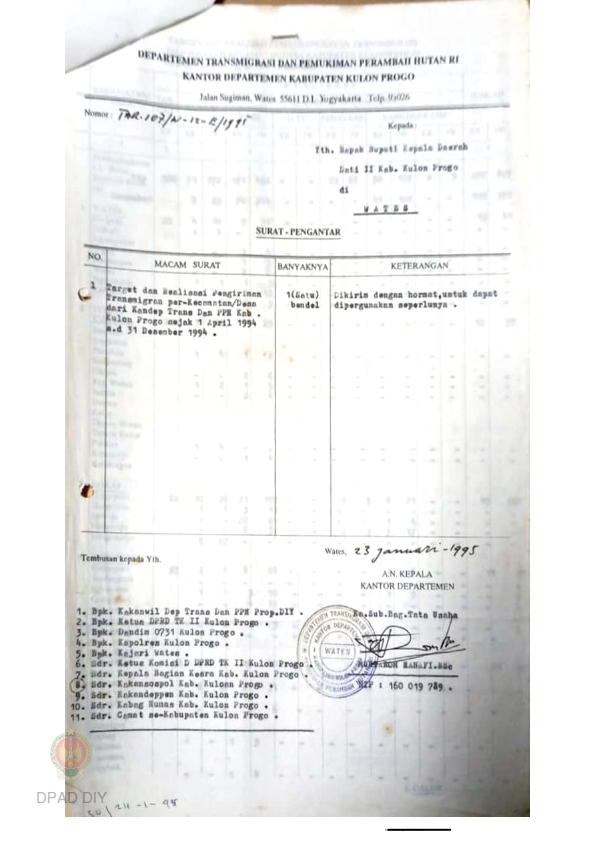 DEPARTEMEN TRANSMIGRASI DAN PEMUKIMAN PERAMBAH HUTAN RI
KANTOR DEPARTEMEN KABUPATEN KULON PROGO
Jalan Sugiman, Wates 55611 D.I. Yogyakarta Telp. 93026
Nomor :
Kepada :
Yth. Bapak Bupati Kepala Daerah
Dati II Kab. Kulon Progo
di
W A T E S
SURAT - PENGANTAR
NO. MACAM SURAT BANYAKNYA KETERANGAN
1 Target dan Realisasi Pengiriman 1(Satu) Dikirim dengan hormat,untuk dapat
Transmigran per-Kecamatan/Desa bendel dipergunakan seperlunya .
dari Kandep Trans Dan PPH Kab .
Kulon Progo sejak 1 April 1994
s.d 31 Desember 1994 .
Wates, 23 januari-1995
Tembusan kepada Yth.
A.N. KEPALA
KANTOR DEPARTEMEN
Ka.Sub.Bag.Tata Usaha
1. Bpk. Kakanwil Dep Trans Dan PPH Prop.DIY .
2. Bpk. Ketua DPRD TK II Kulon Progo .
3. Bpk. Dandim 0731 Kulon Progo .
4. Bpk. Kapolres Kulon Progo .
5. Bpk. Kajari Wates .
6. Sdr. Ketua Komisi D DPRD TK II Kulon Progo
7. Sdr. Kepala Bagian Kesra Kab. Kulon Progo .
8. Sdr. Kakansospol Kab. Kulon Progo .
9. Sdr. Kakandeppen Kab. Kulon Progo .
10. Sdr. Kabag Humas Kab. Kulon Progo .
11. Sdr. Camat se-Kabupaten Kulon Progo .
HANAFI.BSc
NIP : 160 019 789 .
WATES
DPAD DIY
24-1-95